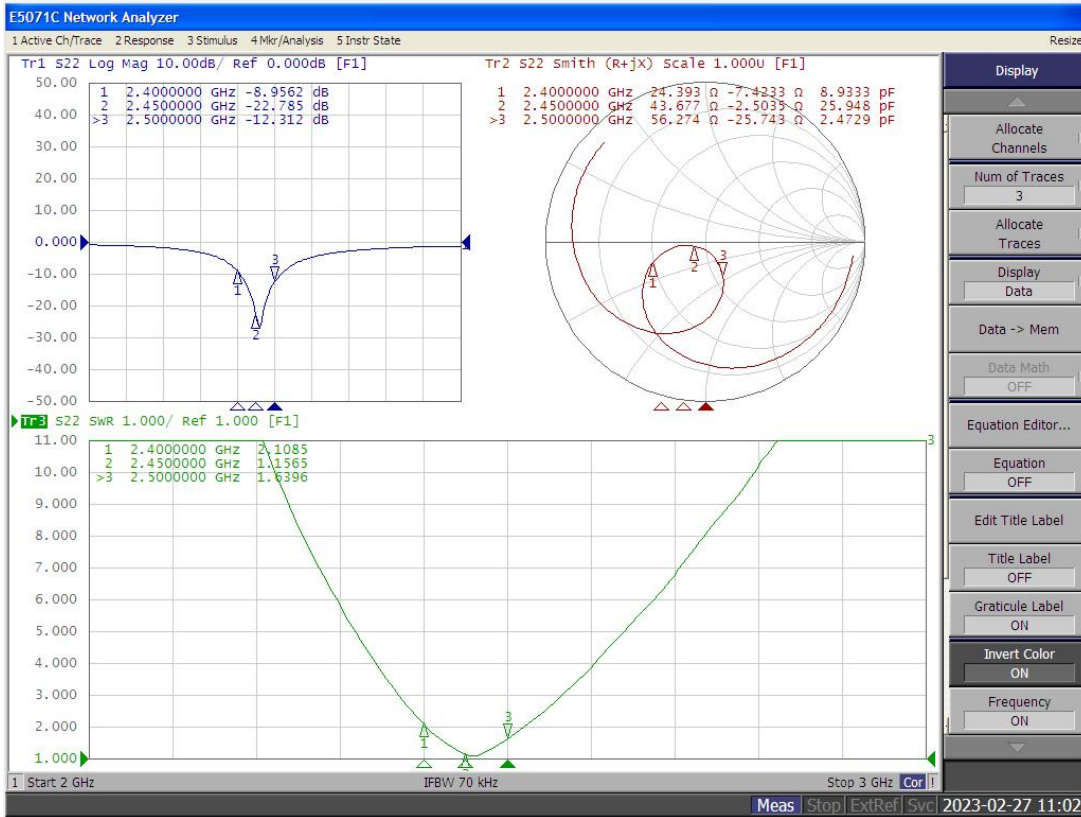 E5071C Network Analyzer
1 Active Ch/Trace 2 Response 3 Stimulus 4 Mkr/Analysis 5 Instr State
Resize
Tr1 S22 Log Mag 10.00dB/ Ref 0.000dB [F1]
1 2.4000000 GHz -8.9562 dB
2 2.4500000 GHz -22.785 dB
>3 2.5000000 GHz -12.312 dB
50.00
40.00
30.00
20.00
10.00
0.000
-10.00
-20.00
-30.00
-40.00
-50.00
1
2
3
Tr2 S22 Smith (R+jX) Scale 1.000U [F1]
1 2.4000000 GHz 24.393 Ω -7.4233 Ω 8.9333 pF
2 2.4500000 GHz 43.677 Ω -2.5035 Ω 25.948 pF
>3 2.5000000 GHz 56.274 Ω -25.743 Ω 2.4729 pF
1
2
3
Tr3 S22 SWR 1.000/ Ref 1.000 [F1]
1 2.4000000 GHz 2.1085
2 2.4500000 GHz 1.1565
>3 2.5000000 GHz 1.6396
11.00
10.00
9.000
8.000
7.000
6.000
5.000
4.000
3.000
2.000
1.000
1
3
3
1 Start 2 GHz
IFBW 70 kHz
Stop 3 GHz Cor !
Meas Stop ExtRef Svc 2023-02-27 11:02
Display
Allocate
Channels
Num of Traces
3
Allocate
Traces
Display
Data
Data -> Mem
Data Math
OFF
Equation Editor...
Equation
OFF
Edit Title Label
Title Label
OFF
Graticule Label
ON
Invert Color
ON
Frequency
ON